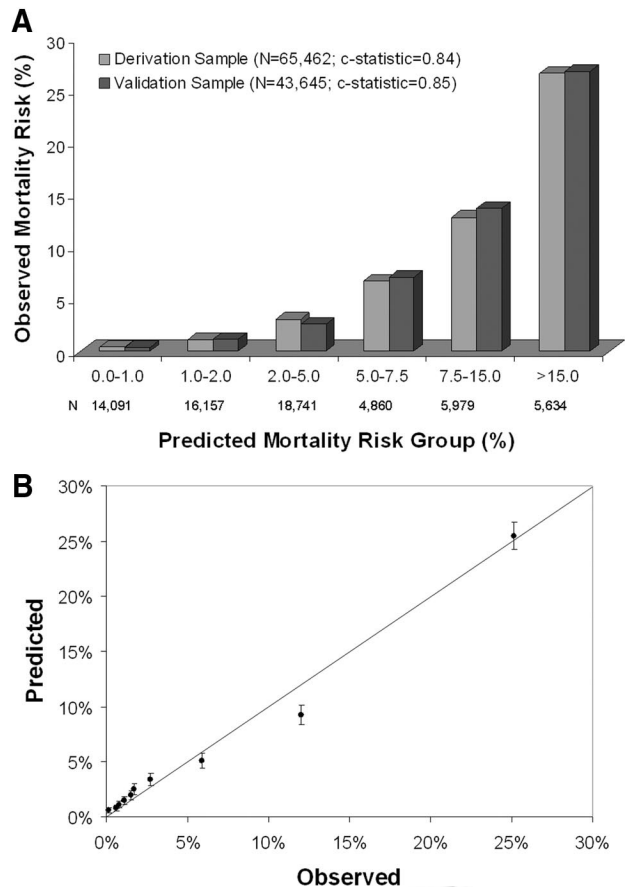 A
Observed Mortality Risk (%)
30
25
20
15
10
5
0
Derivation Sample (N=65,462; c-statistic=0.84)
Validation Sample (N=43,645; c-statistic=0.85)
0.0-1.0 1.0-2.0 2.0-5.0 5.0-7.5 7.5-15.0 >15.0
N 14,091 16,157 18,741 4,860 5,979 5,634
Predicted Mortality Risk Group (%)
B
Predicted
30%
25%
20%
15%
10%
5%
0%
0% 5% 10% 15% 20% 25% 30%
Observed